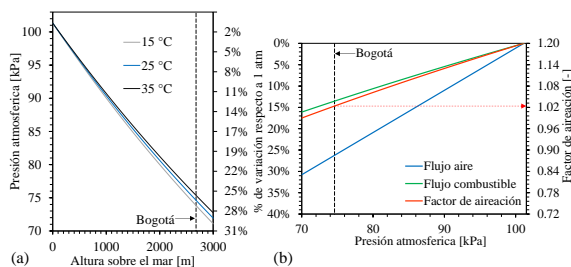 100
95
90
85
80
75
70
Presión atmosferica [kPa]
15 °C
25 °C
35 °C
Bogotá
2%
5%
8%
11%
14%
17%
20%
22%
25%
28%
31%
% de variación respecto a 1 atm
0
1000
2000
3000
Altura sobre el mar [m]
(a)
0%
5%
10%
15%
20%
25%
30%
35%
40%
Bogotá
Flujo aire
Flujo combustible
Factor de aireación
1.20
1.14
1.08
1.02
0.96
0.90
0.84
0.78
0.72
Factor de aireación [-]
70
80
90
100
Presión atmosferica [kPa]
(b)